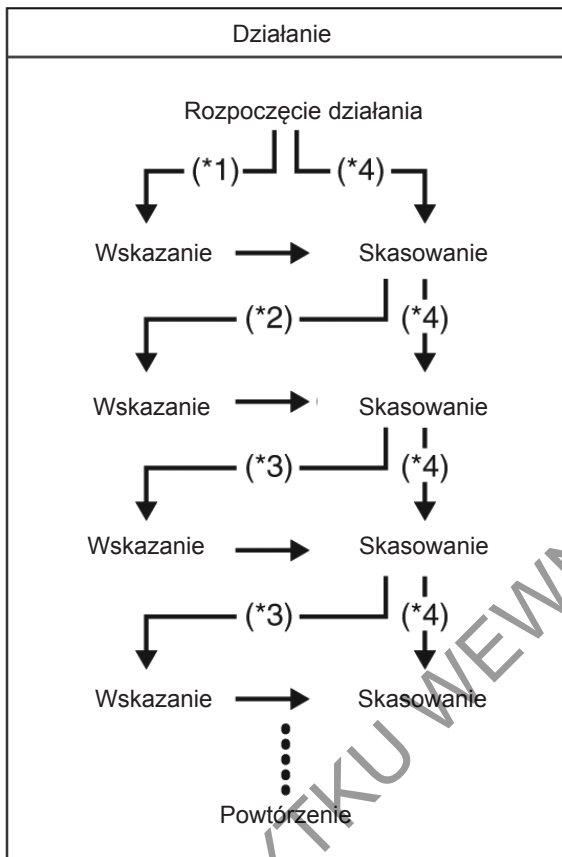 Działanie
Rozpoczęcie działania
(*1) (*4)
Wskazanie Skasowanie
(*2) (*4)
Wskazanie Skasowanie
(*3) (*4)
Wskazanie Skasowanie
(*3) (*4)
Wskazanie Skasowanie
Powtórzenie